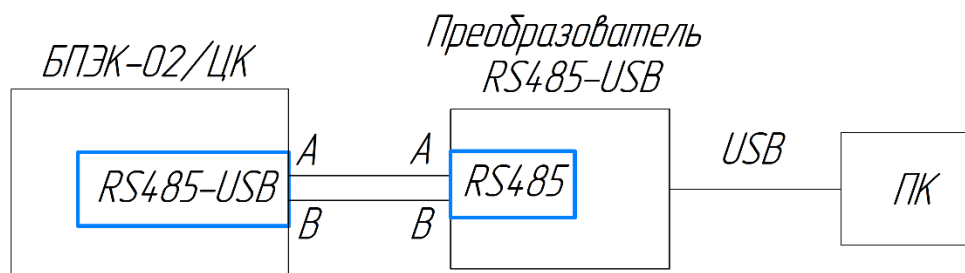 БПЭК-02/ЦК
Преобразователь
RS485-USB
A
A
USB
RS485-USB
RS485
ПК
B
B